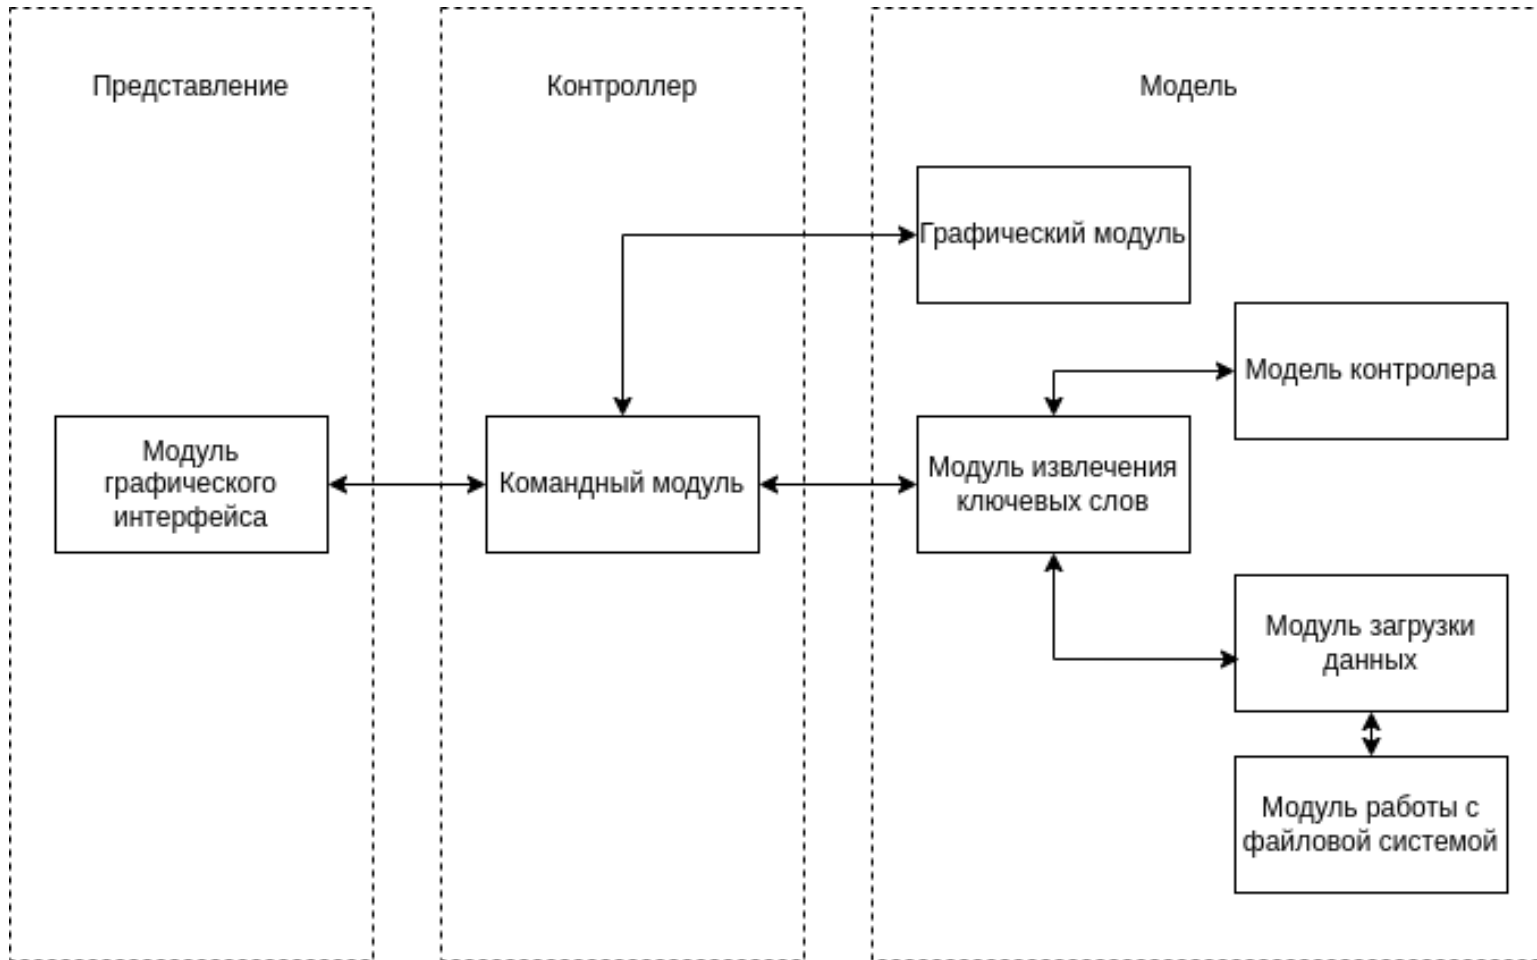 Представление
Контроллер
Модель
Графический модуль
Модель контролера
Модуль
графического
интерфейса
Командный модуль
Модуль извлечения
ключевых слов
Модуль загрузки
данных
Модуль работы с
файловой системой